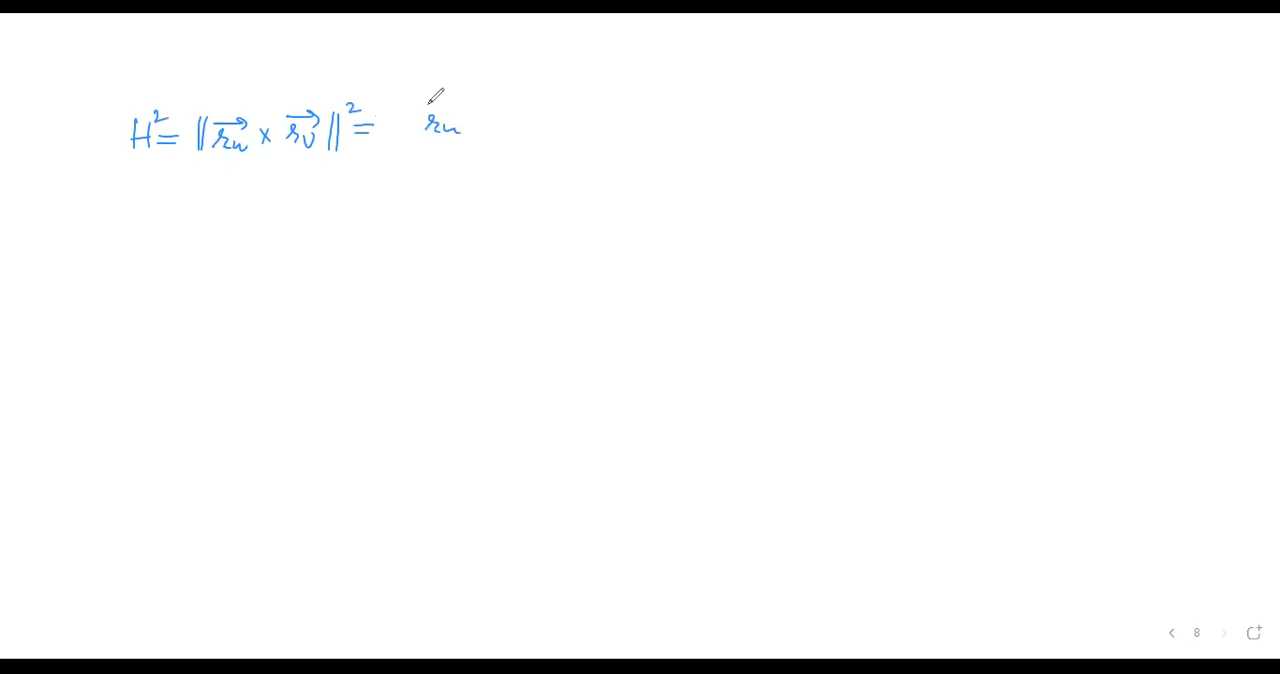 H² = ‖r⃗ᵤ × r⃗ᵥ‖² = rᵤ
8